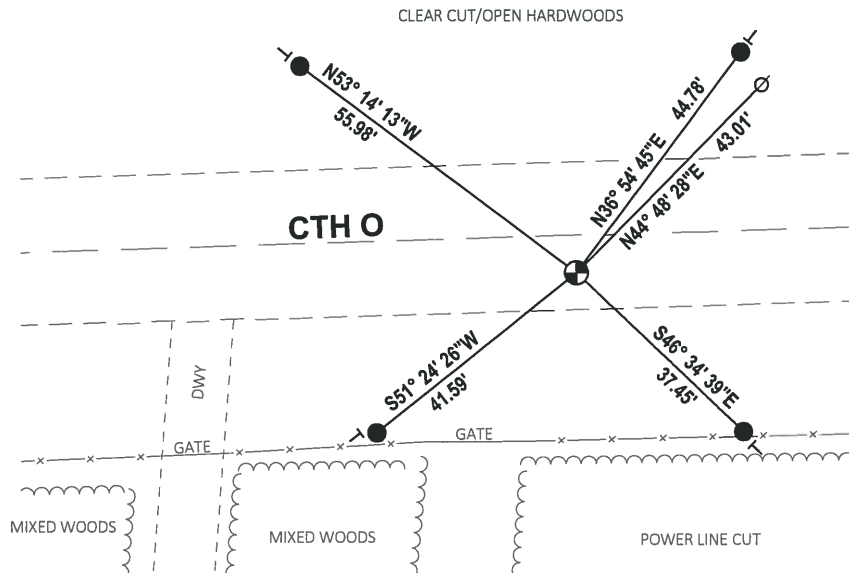 CLEAR CUT/OPEN HARDWOODS
N53° 14' 13"W
55.98'
44.78'
N36° 54' 45"E
43.01'
N44° 48' 28"E
CTH O
S46° 34' 39"E
37.45'
S51° 24' 26"W
41.59'
DWY
GATE
GATE
MIXED WOODS
MIXED WOODS
POWER LINE CUT